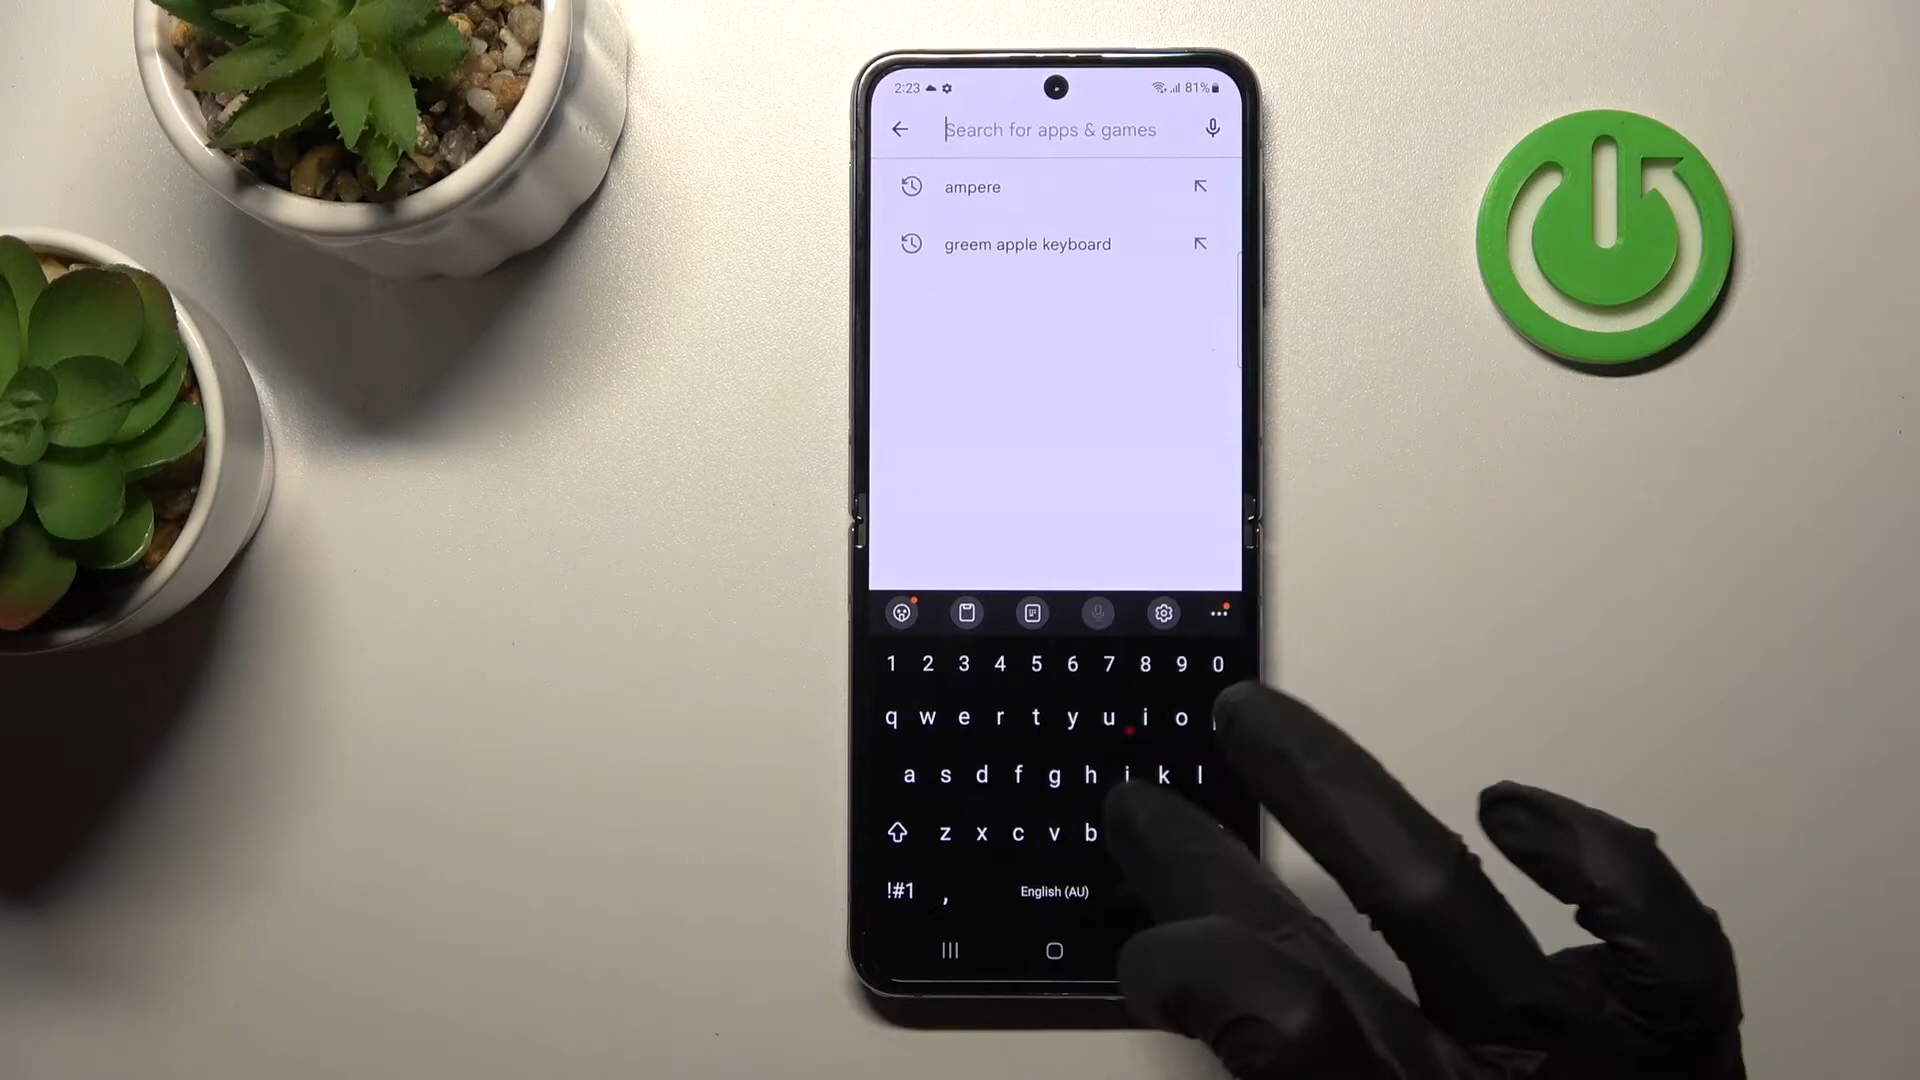 2:23 81%
Search for apps & games
ampere
greem apple keyboard
1 2 3 4 5 6 7 8 9 0
q w e r t y u i o
a s d f g h j k l
z x c v b
!#1 , English (AU)